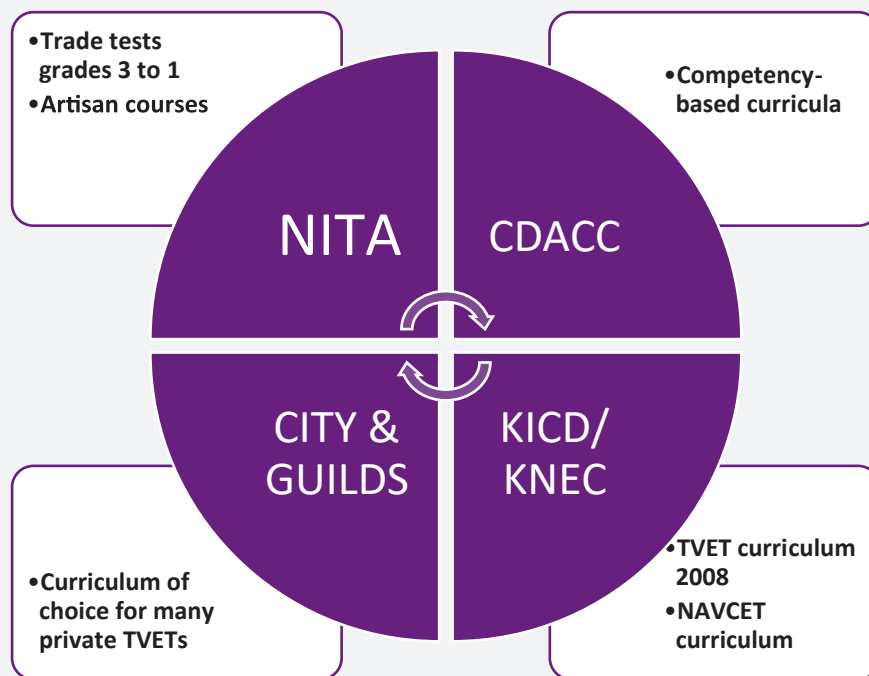 •Trade tests
grades 3 to 1
•Artisan courses
•Competency-
based curricula
NITA
CDACC
CITY &
GUILDS
KICD/
KNEC
•Curriculum of
choice for many
private TVETs
•TVET curriculum
2008
•NAVCET
curriculum